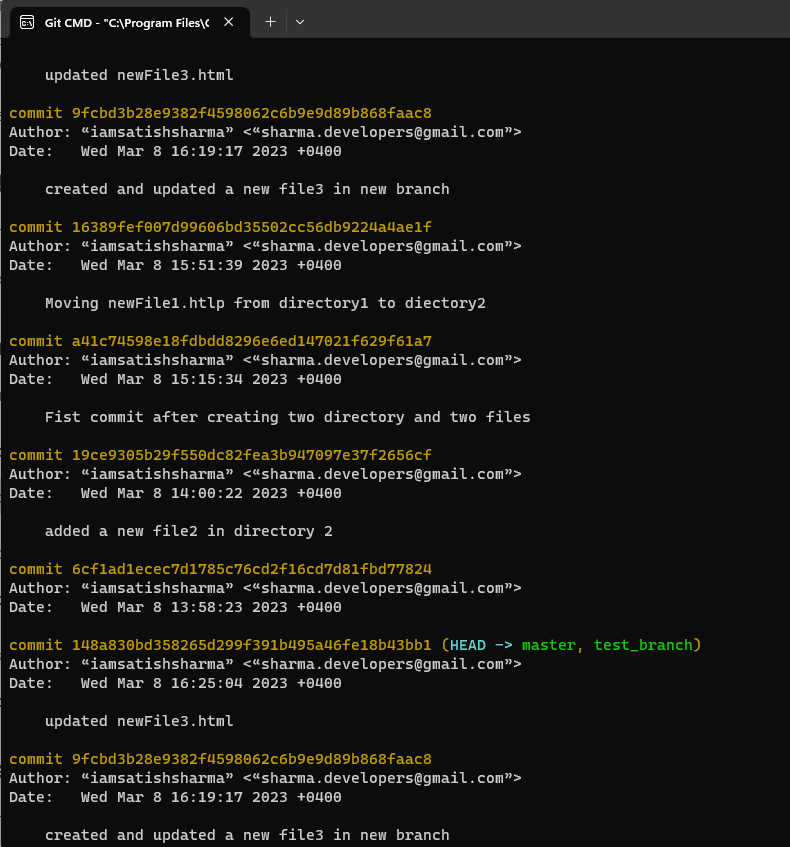 Git CMD - "C:\Program Files\G
updated newFile3.html
commit 9fcbd3b28e9382f4598062c6b9e9d89b868faac8
Author: “iamsatishsharma” <“sharma.developers@gmail.com”>
Date:   Wed Mar 8 16:19:17 2023 +0400
created and updated a new file3 in new branch
commit 16389fef007d99606bd35502cc56db9224a4ae1f
Author: “iamsatishsharma” <“sharma.developers@gmail.com”>
Date:   Wed Mar 8 15:51:39 2023 +0400
Moving newFile1.htlp from directory1 to diectory2
commit a41c74598e18fdbdd8296e6ed147021f629f61a7
Author: “iamsatishsharma” <“sharma.developers@gmail.com”>
Date:   Wed Mar 8 15:15:34 2023 +0400
Fist commit after creating two directory and two files
commit 19ce9305b29f550dc82fea3b947097e37f2656cf
Author: “iamsatishsharma” <“sharma.developers@gmail.com”>
Date:   Wed Mar 8 14:00:22 2023 +0400
added a new file2 in directory 2
commit 6cf1ad1ecec7d1785c76cd2f16cd7d81fbd77824
Author: “iamsatishsharma” <“sharma.developers@gmail.com”>
Date:   Wed Mar 8 13:58:23 2023 +0400
commit 148a830bd358265d299f391b495a46fe18b43bb1 (HEAD -> master, test_branch)
Author: “iamsatishsharma” <“sharma.developers@gmail.com”>
Date:   Wed Mar 8 16:25:04 2023 +0400
updated newFile3.html
commit 9fcbd3b28e9382f4598062c6b9e9d89b868faac8
Author: “iamsatishsharma” <“sharma.developers@gmail.com”>
Date:   Wed Mar 8 16:19:17 2023 +0400
created and updated a new file3 in new branch